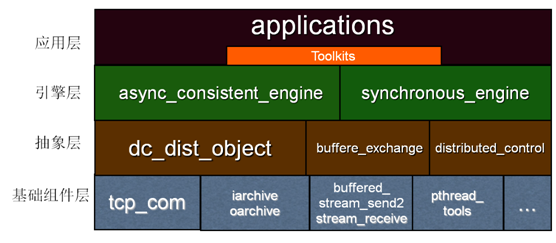 applications
应用层
Toolkits
引擎层
async_consistent_engine
synchronous_engine
抽象层
dc_dist_object
buffere_exchange
distributed_control
基础组件层
tcp_com
iarchive
oarchive
buffered_
stream_send2
stream_receive
pthread_
tools
...